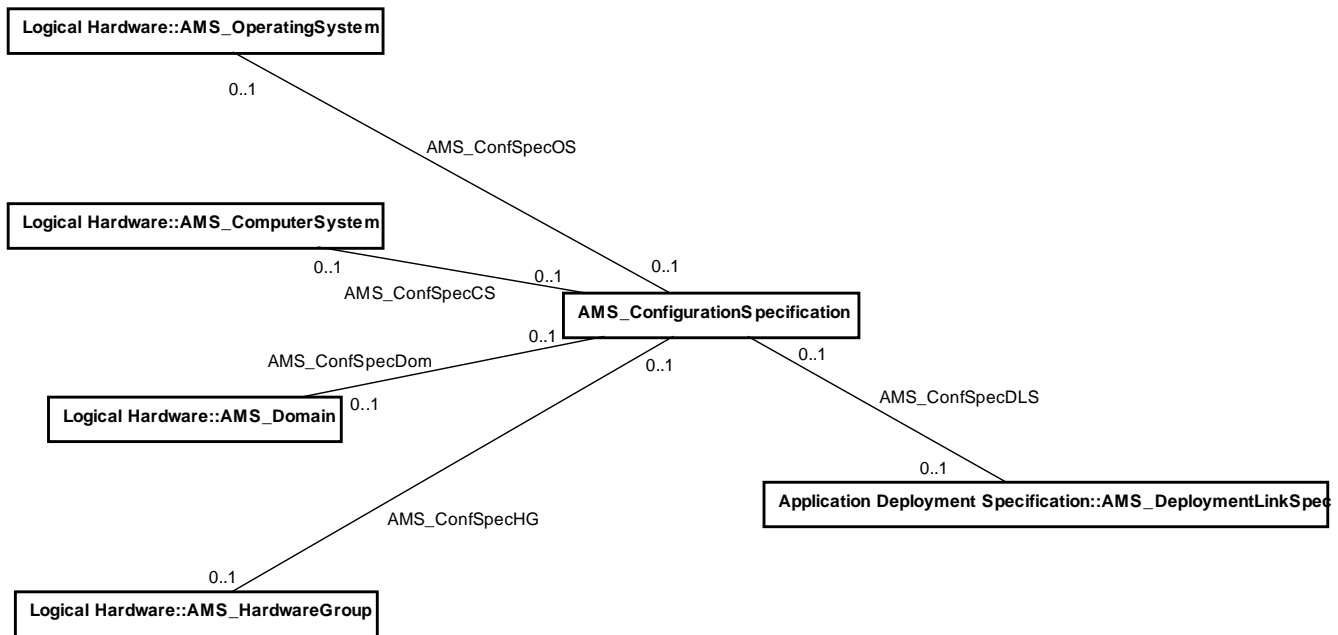 Logical Hardware::AMS_OperatingSystem
0..1
AMS_ConfSpecOS
Logical Hardware::AMS_ComputerSystem
0..1
0..1
0..1
AMS_ConfSpecCS
AMS_ConfigurationSpecification
0..1
0..1
0..1
AMS_ConfSpecDom
0..1
Logical Hardware::AMS_Domain
AMS_ConfSpecDLS
0..1
Application Deployment Specification::AMS_DeploymentLinkSpec
AMS_ConfSpecHG
0..1
Logical Hardware::AMS_HardwareGroup